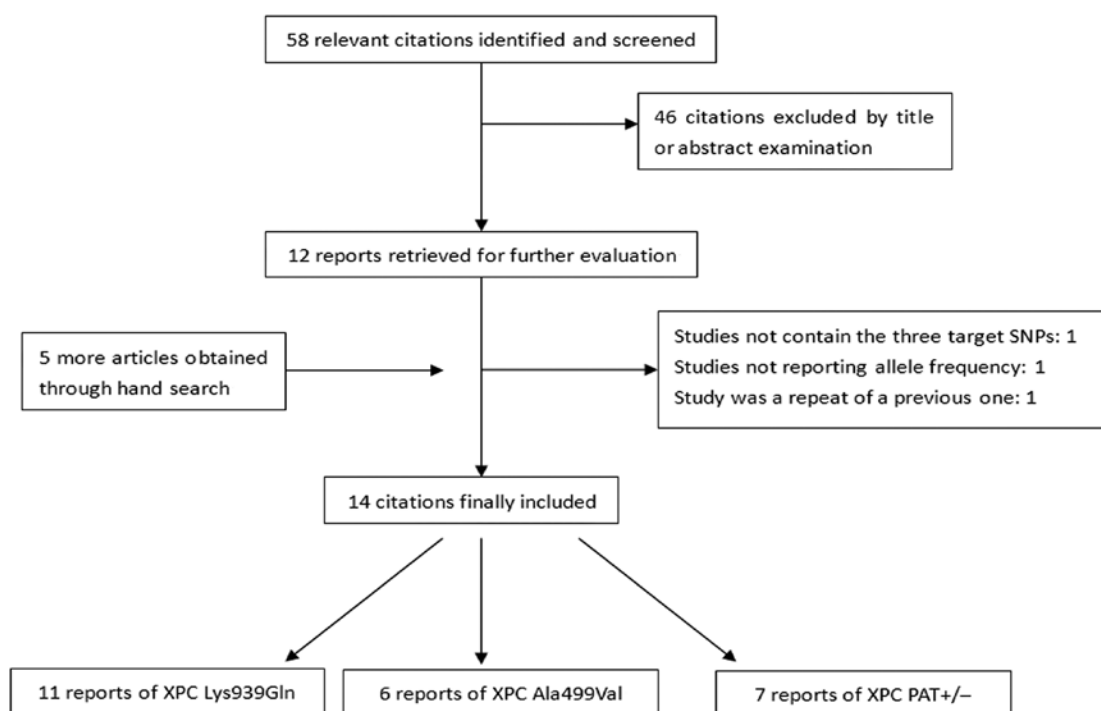 58 relevant citations identified and screened
46 citations excluded by title
or abstract examination
12 reports retrieved for further evaluation
5 more articles obtained
through hand search
Studies not contain the three target SNPs: 1
Studies not reporting allele frequency: 1
Study was a repeat of a previous one: 1
14 citations finally included
11 reports of XPC Lys939Gln
6 reports of XPC Ala499Val
7 reports of XPC PAT+/−